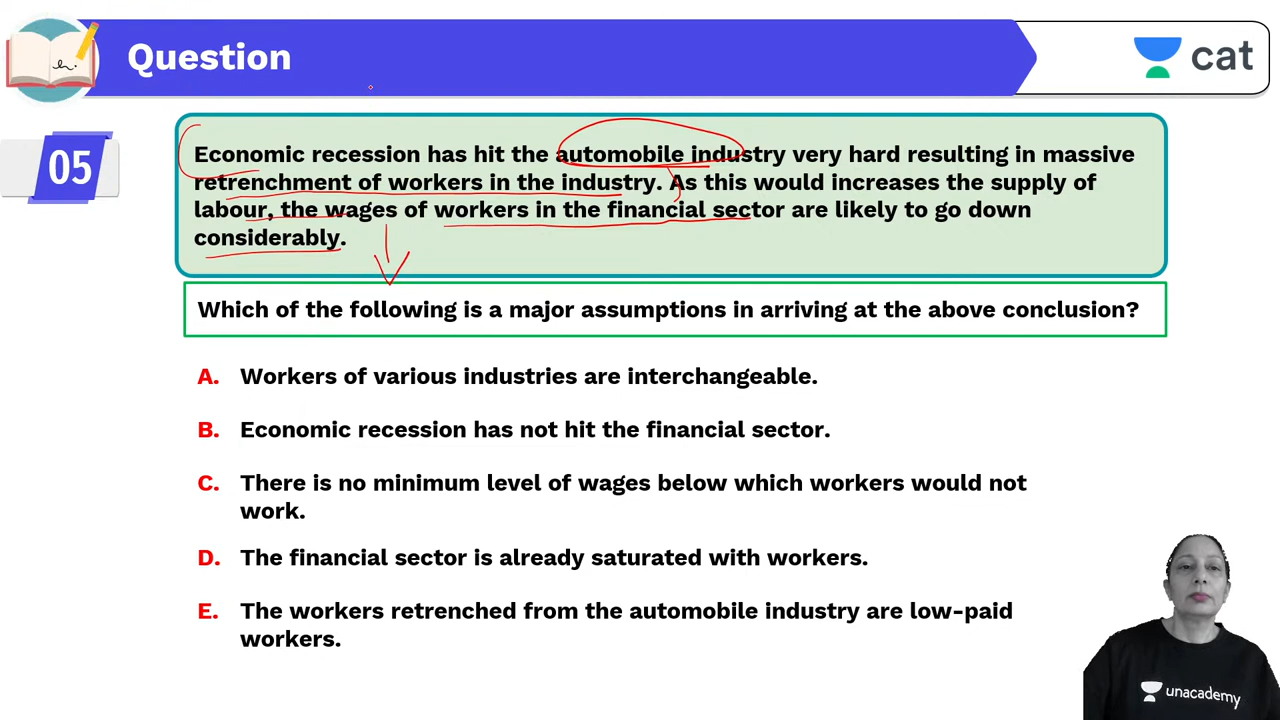 Question
cat
05
Economic recession has hit the automobile industry very hard resulting in massive
retrenchment of workers in the industry. As this would increases the supply of
labour, the wages of workers in the financial sector are likely to go down
considerably.
Which of the following is a major assumptions in arriving at the above conclusion?
A. Workers of various industries are interchangeable.
B. Economic recession has not hit the financial sector.
C. There is no minimum level of wages below which workers would not
work.
D. The financial sector is already saturated with workers.
E. The workers retrenched from the automobile industry are low-paid
workers.
unacademy